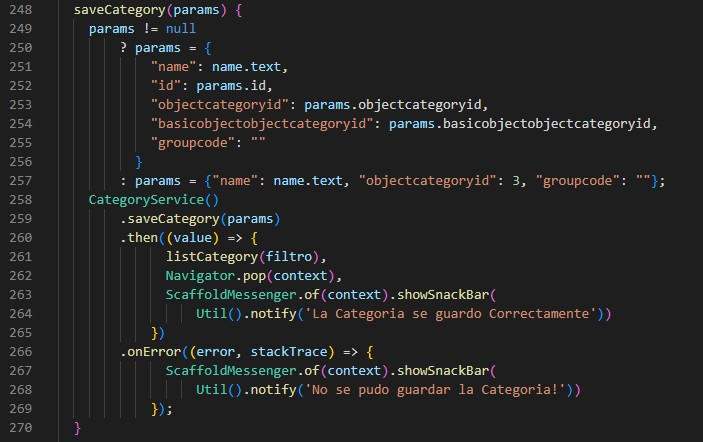 248 saveCategory(params) {
249 params != null
250 ? params = {
251 "name": name.text,
252 "id": params.id,
253 "objectcategoryid": params.objectcategoryid,
254 "basicobjectobjectcategoryid": params.basicobjectobjectcategoryid,
255 "groupcode": ""
256 }
257 : params = {"name": name.text, "objectcategoryid": 3, "groupcode": ""};
258 CategoryService()
259 .saveCategory(params)
260 .then((value) => {
261 listCategory(filtro),
262 Navigator.pop(context),
263 ScaffoldMessenger.of(context).showSnackBar(
264 Util().notify('La Categoria se guardo Correctamente'))
265 })
266 .onError((error, stackTrace) => {
267 ScaffoldMessenger.of(context).showSnackBar(
268 Util().notify('No se pudo guardar la Categoria!'))
269 });
270 }